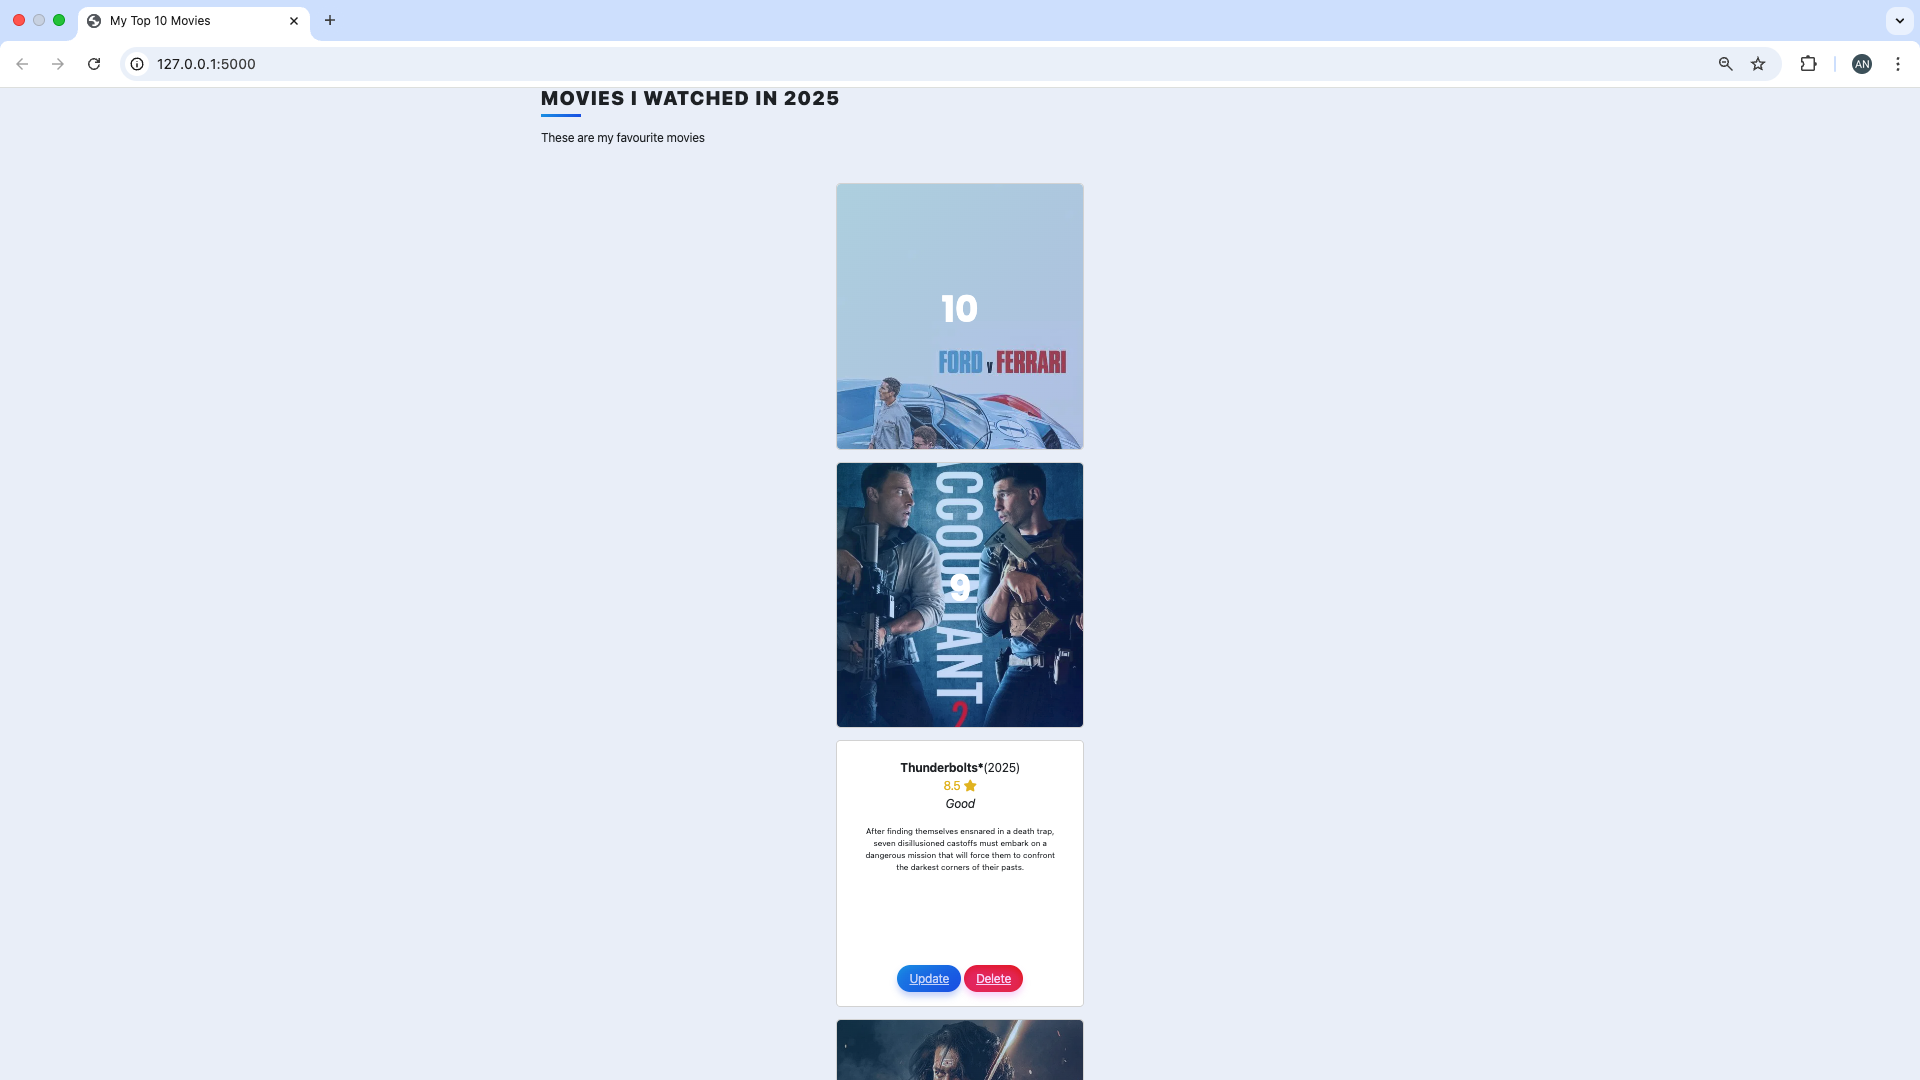 My Top 10 Movies
127.0.0.1:5000
AN
MOVIES I WATCHED IN 2025
These are my favourite movies
10
FORD v FERRARI
1
ACCOUNTANT
2
9
Thunderbolts*(2025)
8.5
Good
After finding themselves ensnared in a death trap,
seven disillusioned castoffs must embark on a
dangerous mission that will force them to confront
the darkest corners of their pasts.
Update Delete